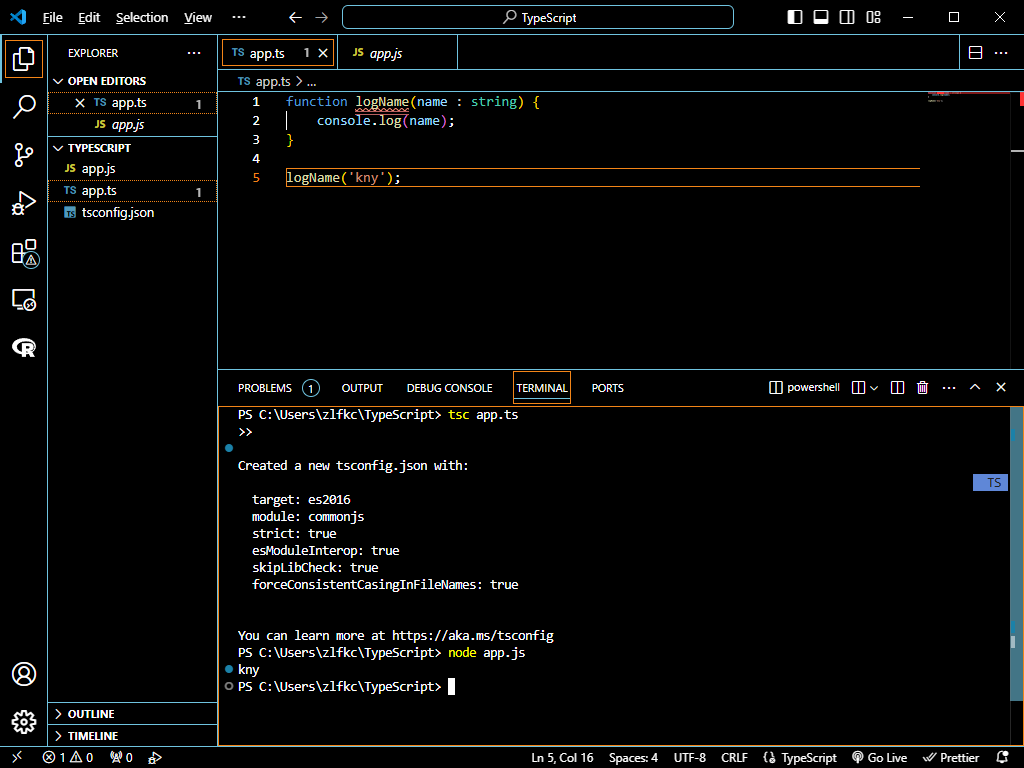 File Edit Selection View ··· TypeScript
EXPLORER ···
OPEN EDITORS
TS app.ts 1
JS app.js
TYPESCRIPT
JS app.js
TS app.ts 1
TS tsconfig.json
OUTLINE
TIMELINE
TS app.ts 1 JS app.js ···
TS app.ts > ...
1 function logName(name : string) {
2 console.log(name);
3 }
4
5 logName('kny');
PROBLEMS 1 OUTPUT DEBUG CONSOLE TERMINAL PORTS powershell ···
PS C:\Users\zlfkc\TypeScript> tsc app.ts
>>
Created a new tsconfig.json with:
target: es2016
TS
module: commonjs
strict: true
esModuleInterop: true
skipLibCheck: true
forceConsistentCasingInFileNames: true
You can learn more at https://aka.ms/tsconfig
PS C:\Users\zlfkc\TypeScript> node app.js
kny
PS C:\Users\zlfkc\TypeScript>
1 0 0 Ln 5, Col 16 Spaces: 4 UTF-8 CRLF {} TypeScript Go Live Prettier